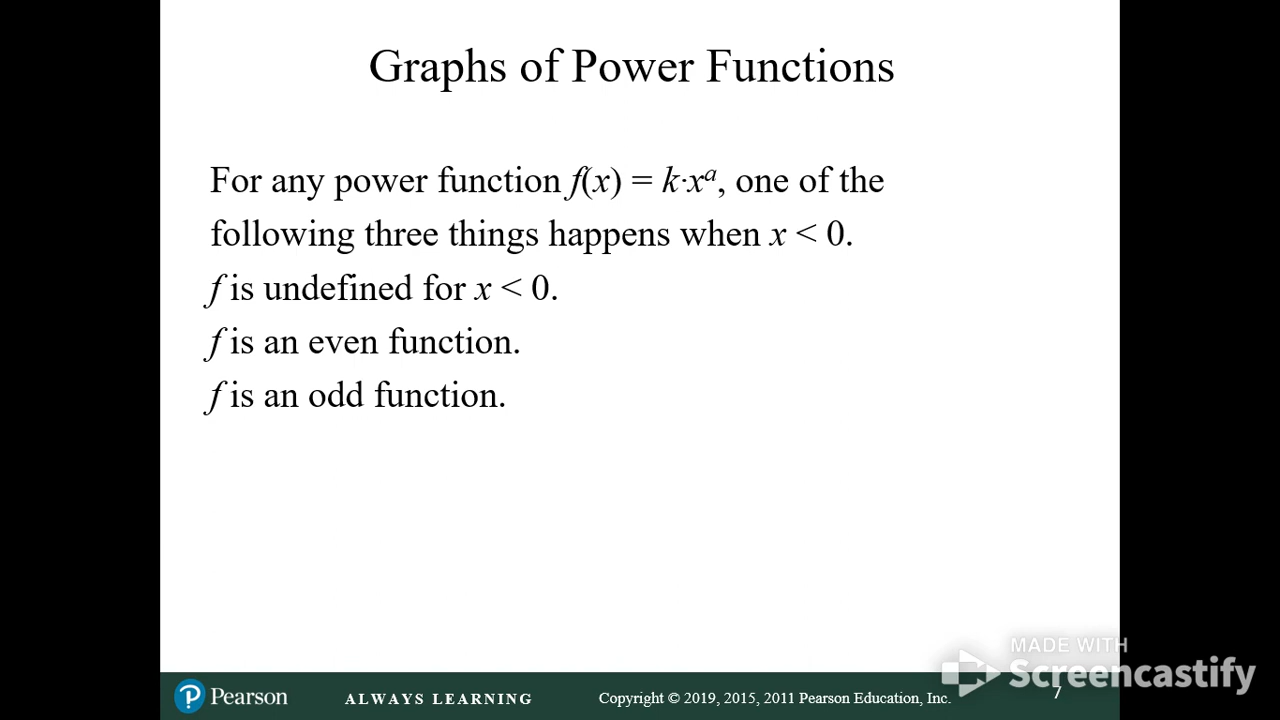 Graphs of Power Functions
For any power function f(x) = k·xᵃ, one of the
following three things happens when x < 0.
f is undefined for x < 0.
f is an even function.
f is an odd function.
MADE WITH
Screencastify
Pearson
ALWAYS LEARNING
Copyright © 2019, 2015, 2011 Pearson Education, Inc.
7